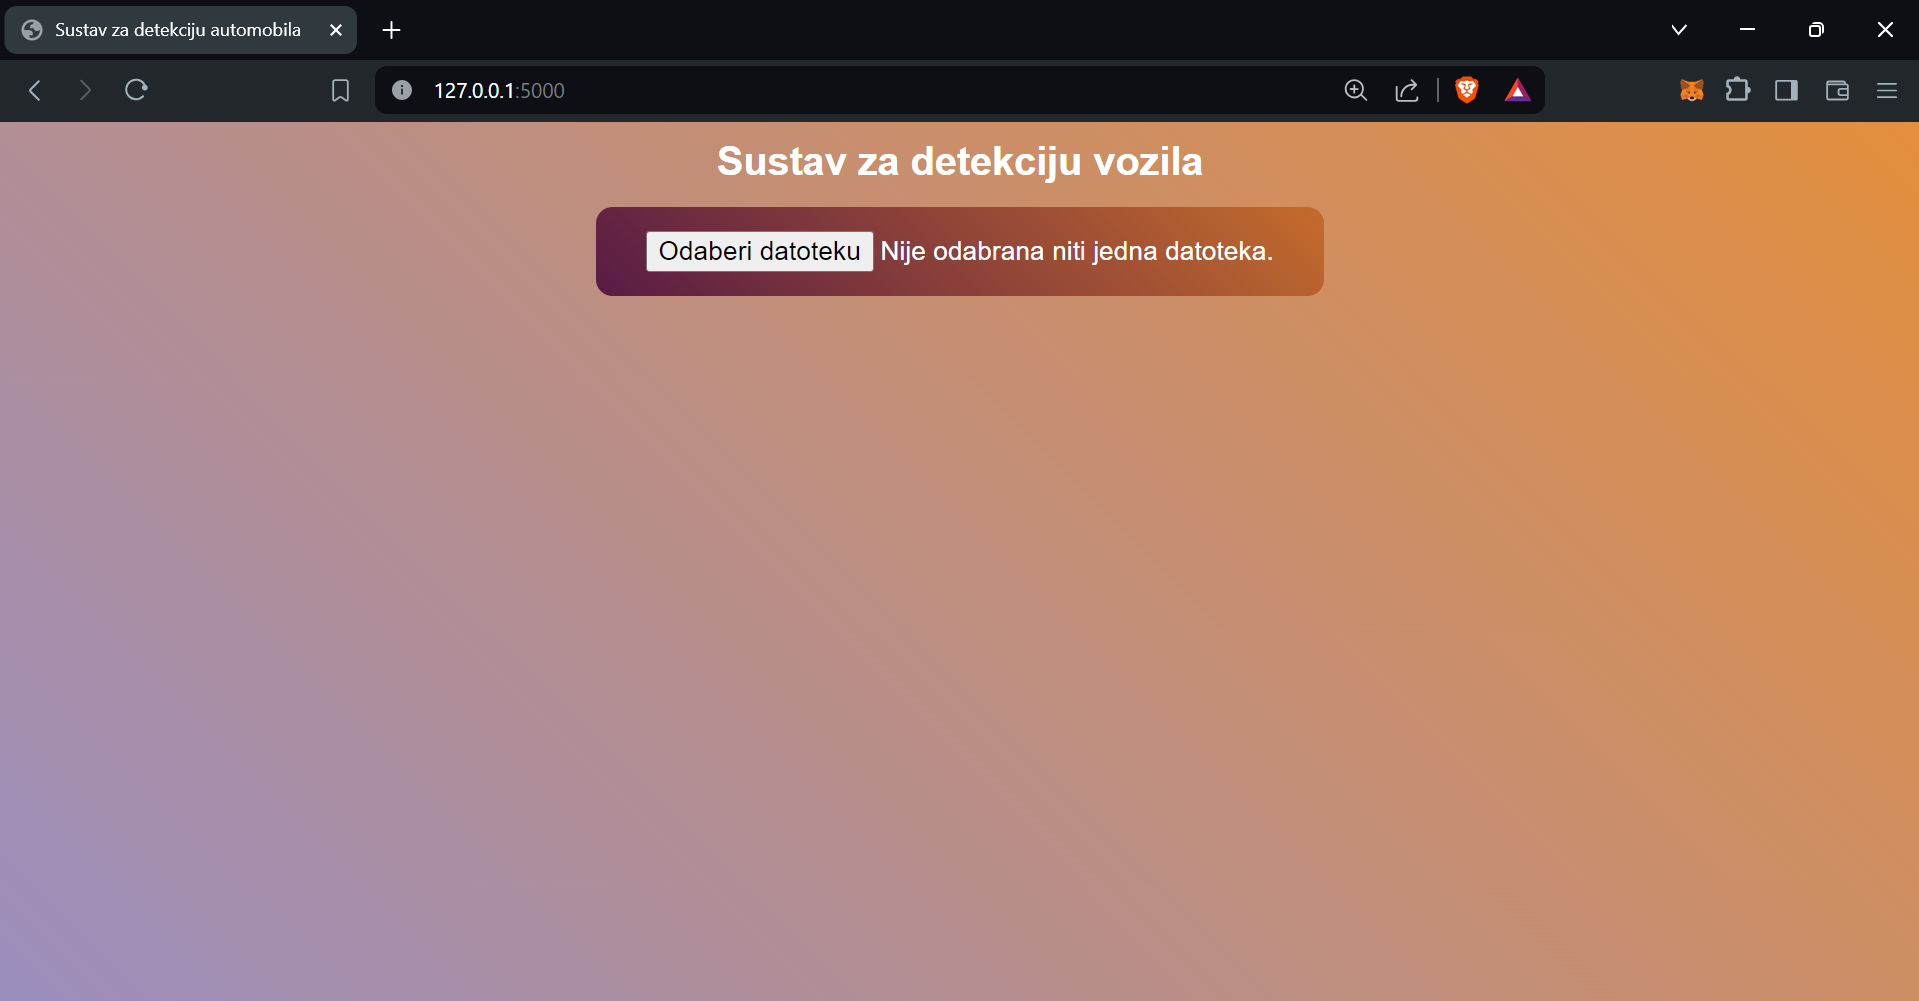 Sustav za detekciju automobila
127.0.0.1:5000
Sustav za detekciju vozila
Odaberi datoteku Nije odabrana niti jedna datoteka.